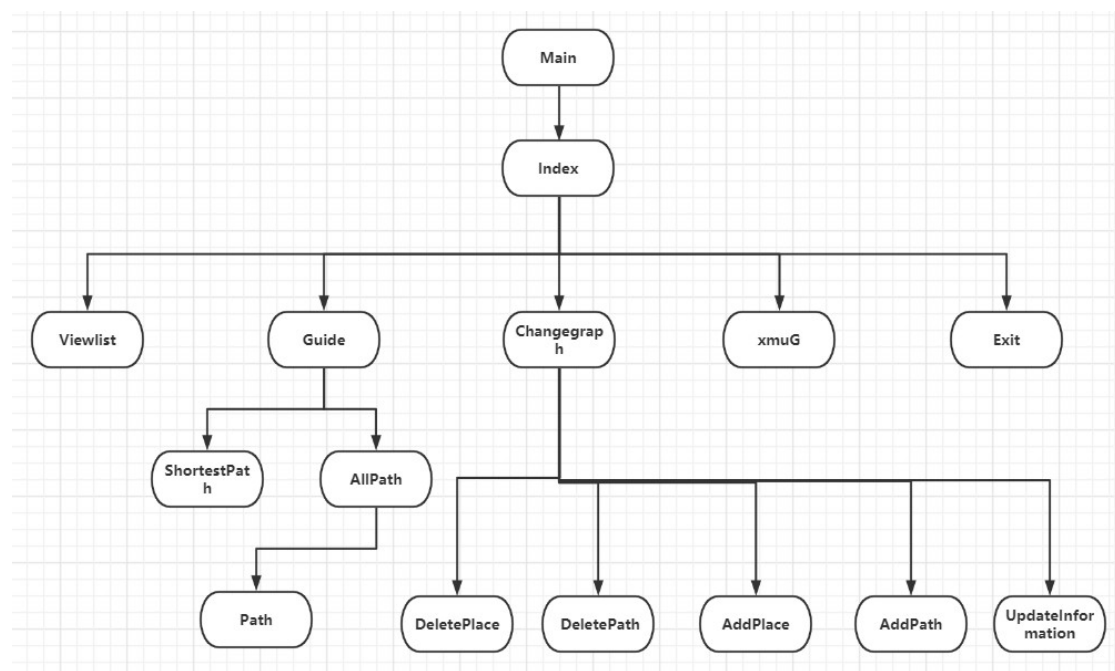 Main
Index
Viewlist
Guide
Changegrap
h
xmuG
Exit
ShortestPat
h
AllPath
Path
DeletePlace
DeletePath
AddPlace
AddPath
UpdateInfor
mation